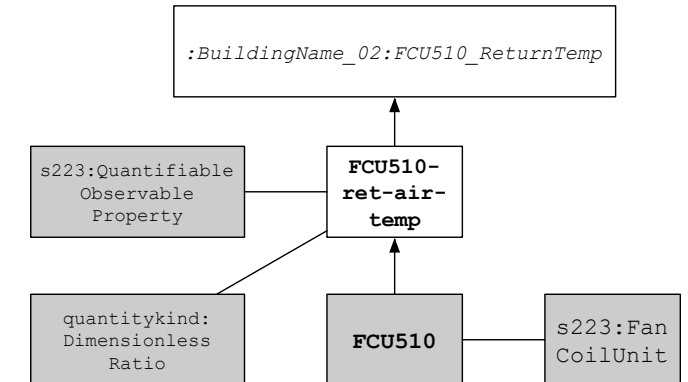 :BuildingName_02:FCU510_ReturnTemp
s223:Quantifiable
Observable
Property
FCU510-
ret-air-
temp
quantitykind:
Dimensionless
Ratio
FCU510
s223:Fan
CoilUnit